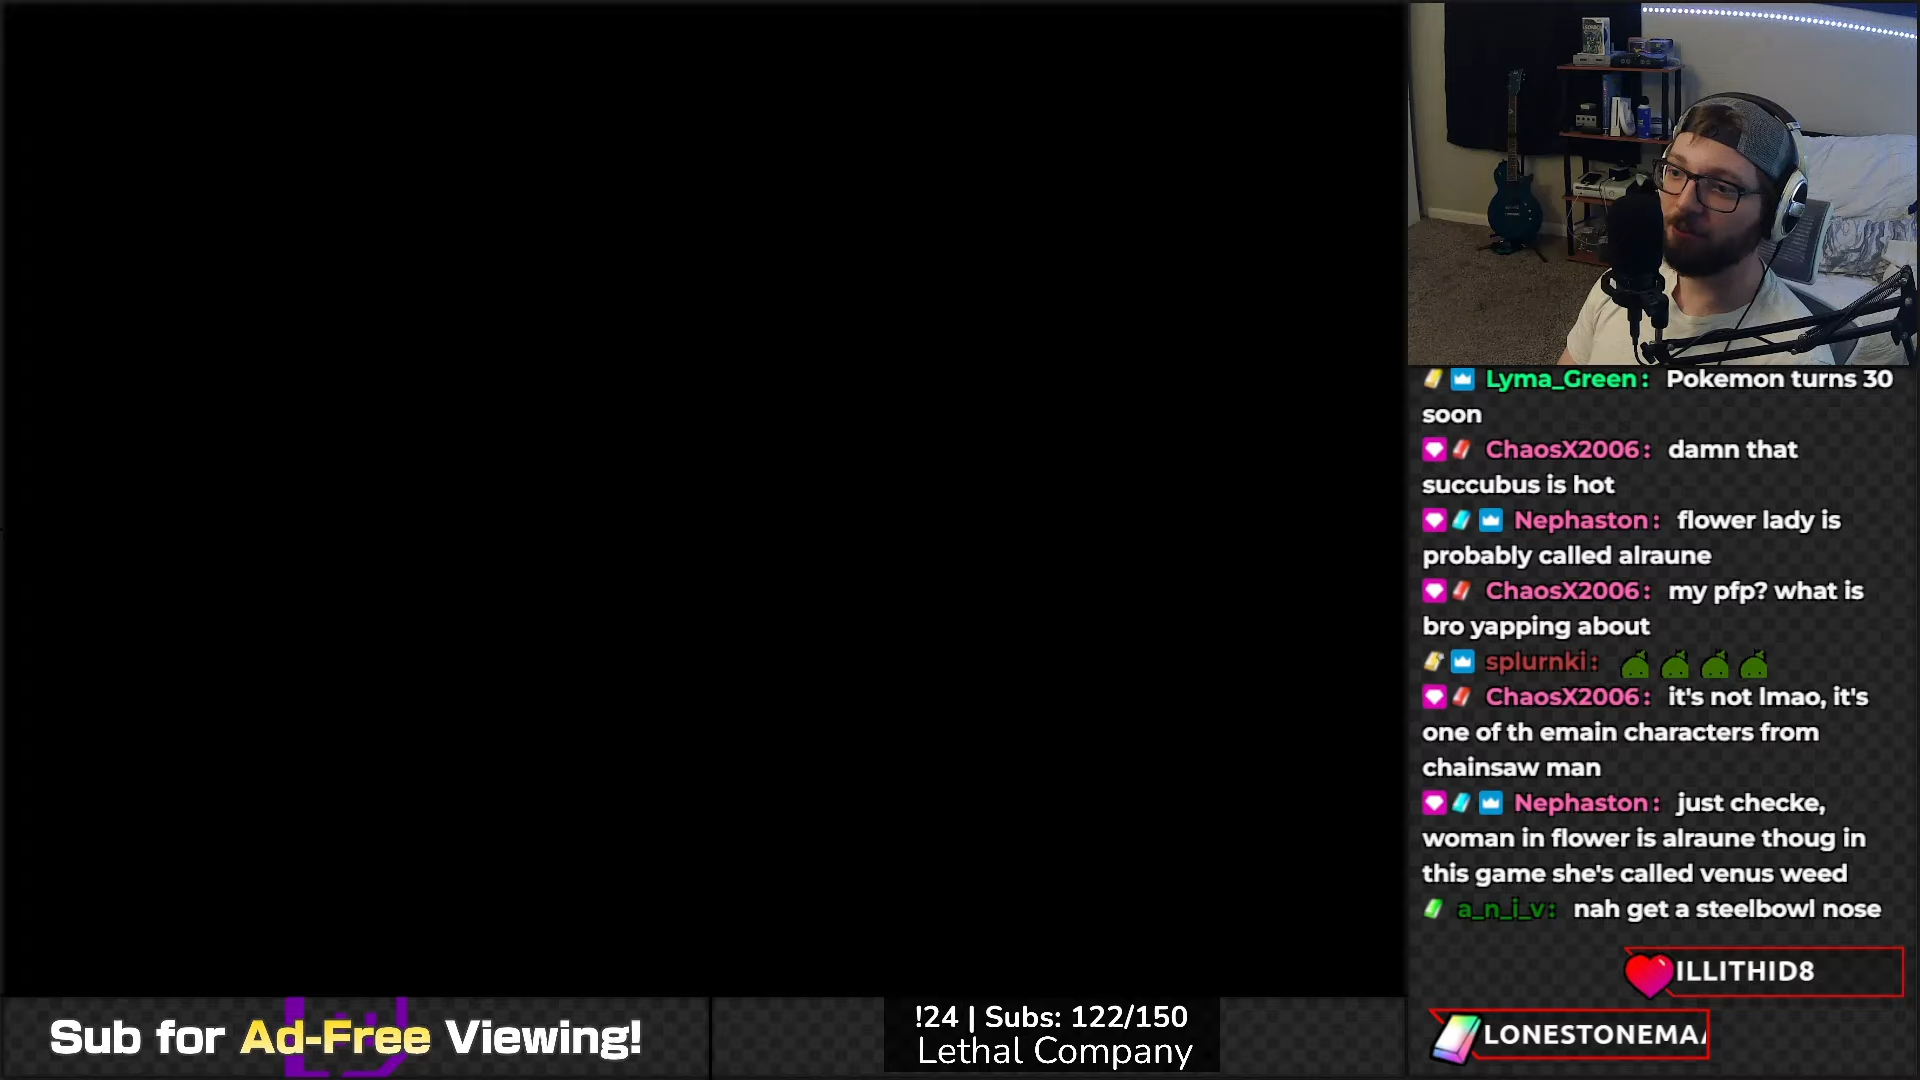 Lyma_Green: Pokemon turns 30
soon
ChaosX2006: damn that
succubus is hot
Nephaston: flower lady is
probably called alraune
ChaosX2006: my pfp? what is
bro yapping about
splurnki:
ChaosX2006: it's not lmao, it's
one of th emain characters from
chainsaw man
Nephaston: just checke,
woman in flower is alraune thoug in
this game she's called venus weed
a_n_i_v: nah get a steelbowl nose
ILLITHID8
LONESTONEMA
Sub for Ad-Free Viewing!
!24 | Subs: 122/150
Lethal Company